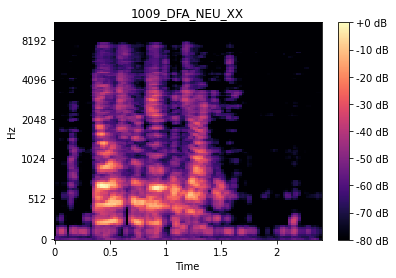 1009_DFA_NEU_XX
Hz
8192
4096
2048
1024
512
0
0
0.5
1
1.5
2
Time
+0 dB
-10 dB
-20 dB
-30 dB
-40 dB
-50 dB
-60 dB
-70 dB
-80 dB